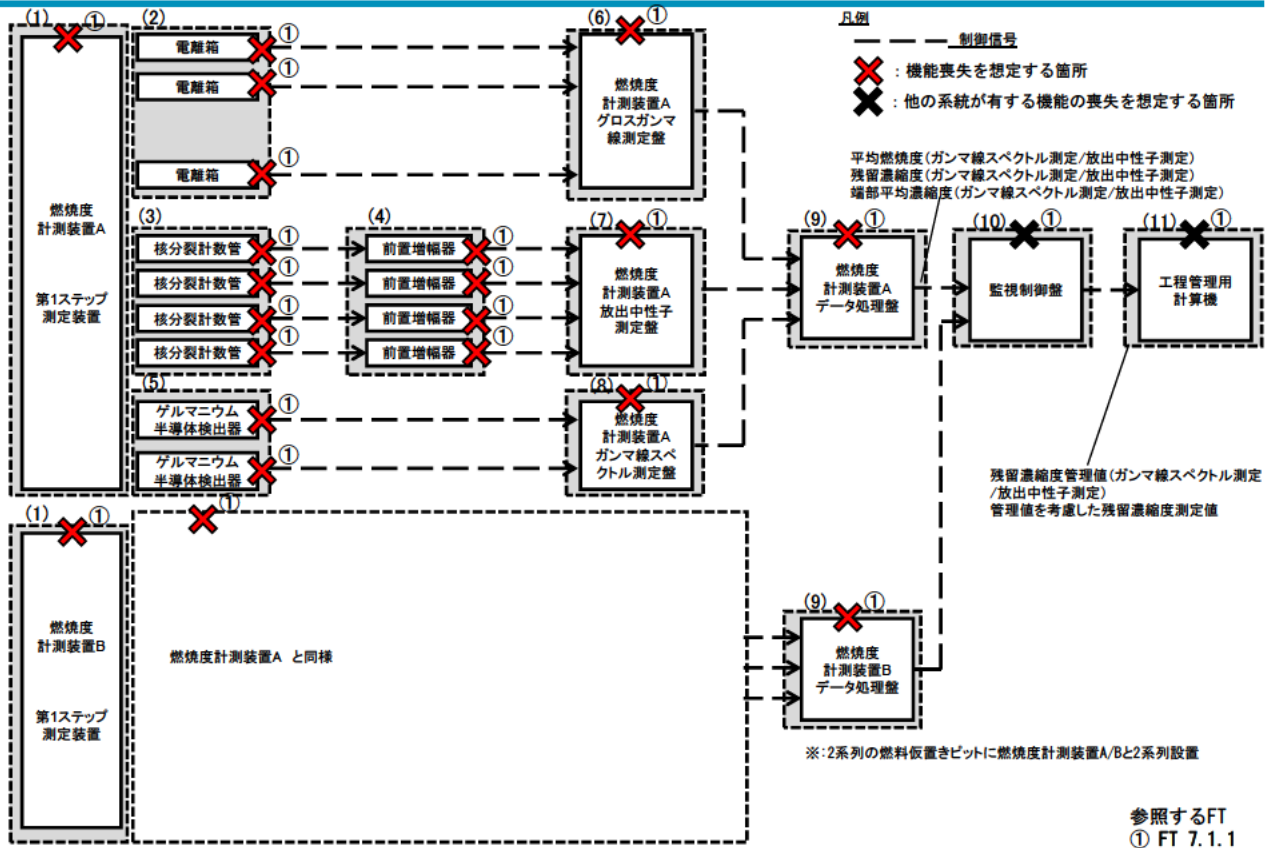 (1)
①
(2)
燃焼度
計測装置A
第1ステップ
測定装置
電離箱
①
電離箱
①
電離箱
①
(3)
核分裂計数管
①
核分裂計数管
①
核分裂計数管
①
核分裂計数管
①
(4)
前置増幅器
①
前置増幅器
①
前置増幅器
①
前置増幅器
①
(5)
ゲルマニウム
半導体検出器
①
ゲルマニウム
半導体検出器
①
(6)
①
燃焼度
計測装置A
グロスガンマ
線測定盤
(7)
①
燃焼度
計測装置A
放出中性子
測定盤
(8)
①
燃焼度
計測装置A
ガンマ線スペ
クトル測定盤
凡例
制御信号
：機能喪失を想定する箇所
：他の系統が有する機能の喪失を想定する箇所
平均燃焼度(ガンマ線スペクトル測定/放出中性子測定)
残留濃縮度(ガンマ線スペクトル測定/放出中性子測定)
端部平均濃縮度(ガンマ線スペクトル測定/放出中性子測定)
(9)
①
燃焼度
計測装置A
データ処理盤
(10)
①
監視制御盤
(11)
①
工程管理用
計算機
残留濃縮度管理値(ガンマ線スペクトル測定
/放出中性子測定)
管理値を考慮した残留濃縮度測定値
(1)
①
燃焼度
計測装置B
第1ステップ
測定装置
①
燃焼度計測装置A と同様
(9)
①
燃焼度
計測装置B
データ処理盤
※:2系列の燃料仮置きピットに燃焼度計測装置A/Bと2系列設置
参照するFT
① FT 7.1.1